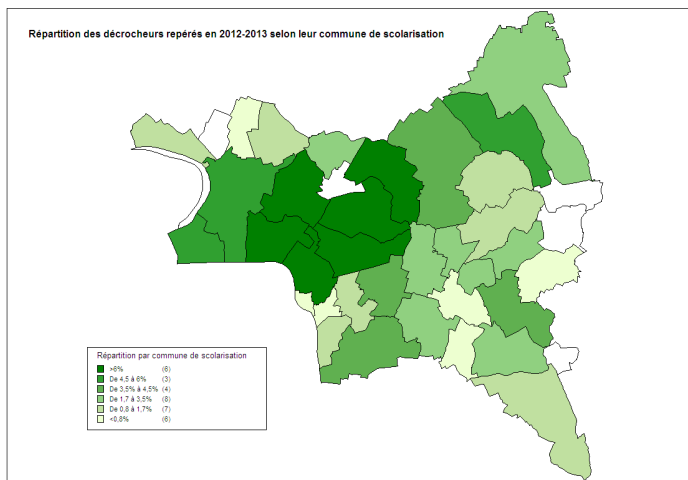 Répartition des décrocheurs repérés en 2012-2013 selon leur commune de scolarisation
Répartition par commune de scolarisation
>6% (6)
De 4,5 à 6% (3)
De 3,5% à 4,5% (4)
De 1,7 à 3,5% (8)
De 0,8 à 1,7% (7)
<0,8% (6)